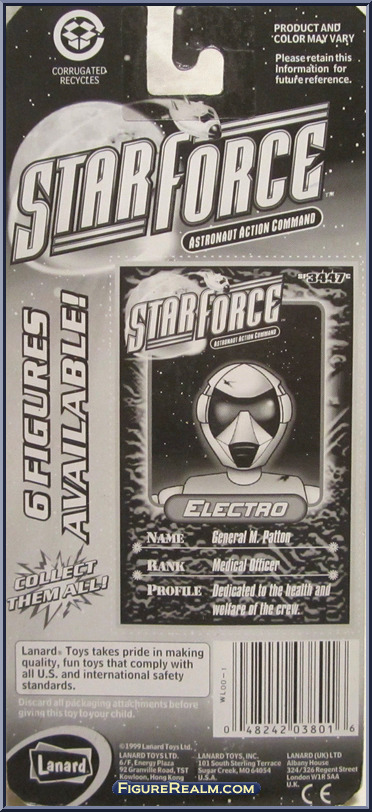 CORRUGATED
RECYCLES
PRODUCT AND
COLOR MAY VARY
Please retain this
information for
future reference.
STARFORCE™
ASTRONAUT ACTION COMMAND
6 FIGURES
AVAILABLE!
COLLECT
THEM ALL!
3447
STARFORCE
ASTRONAUT ACTION COMMAND
ELECTRO
NAME General M. Patton
RANK Medical Officer
PROFILE Dedicated to the health and
welfare of the crew.
Lanard® Toys takes pride in making
quality, fun toys that comply with
all U.S. and international safety
standards.
Discard all packaging attachments before
giving this toy to your child.
WL00-1
0 48242 03801 6
Lanard
©1999 Lanard Toys Ltd.
LANARD TOYS LTD.
6/F, Energy Plaza
92 Granville Road, TST
Kowloon, Hong Kong
LANARD TOYS, INC.
101 South Sterling Terrace
Sugar Creek, MO 64054
U.S.A.
LANARD (UK) LTD
Albany House
324/326 Regent Street
London W1R 5AA
U.K.
CE
FIGUREREALM.COM